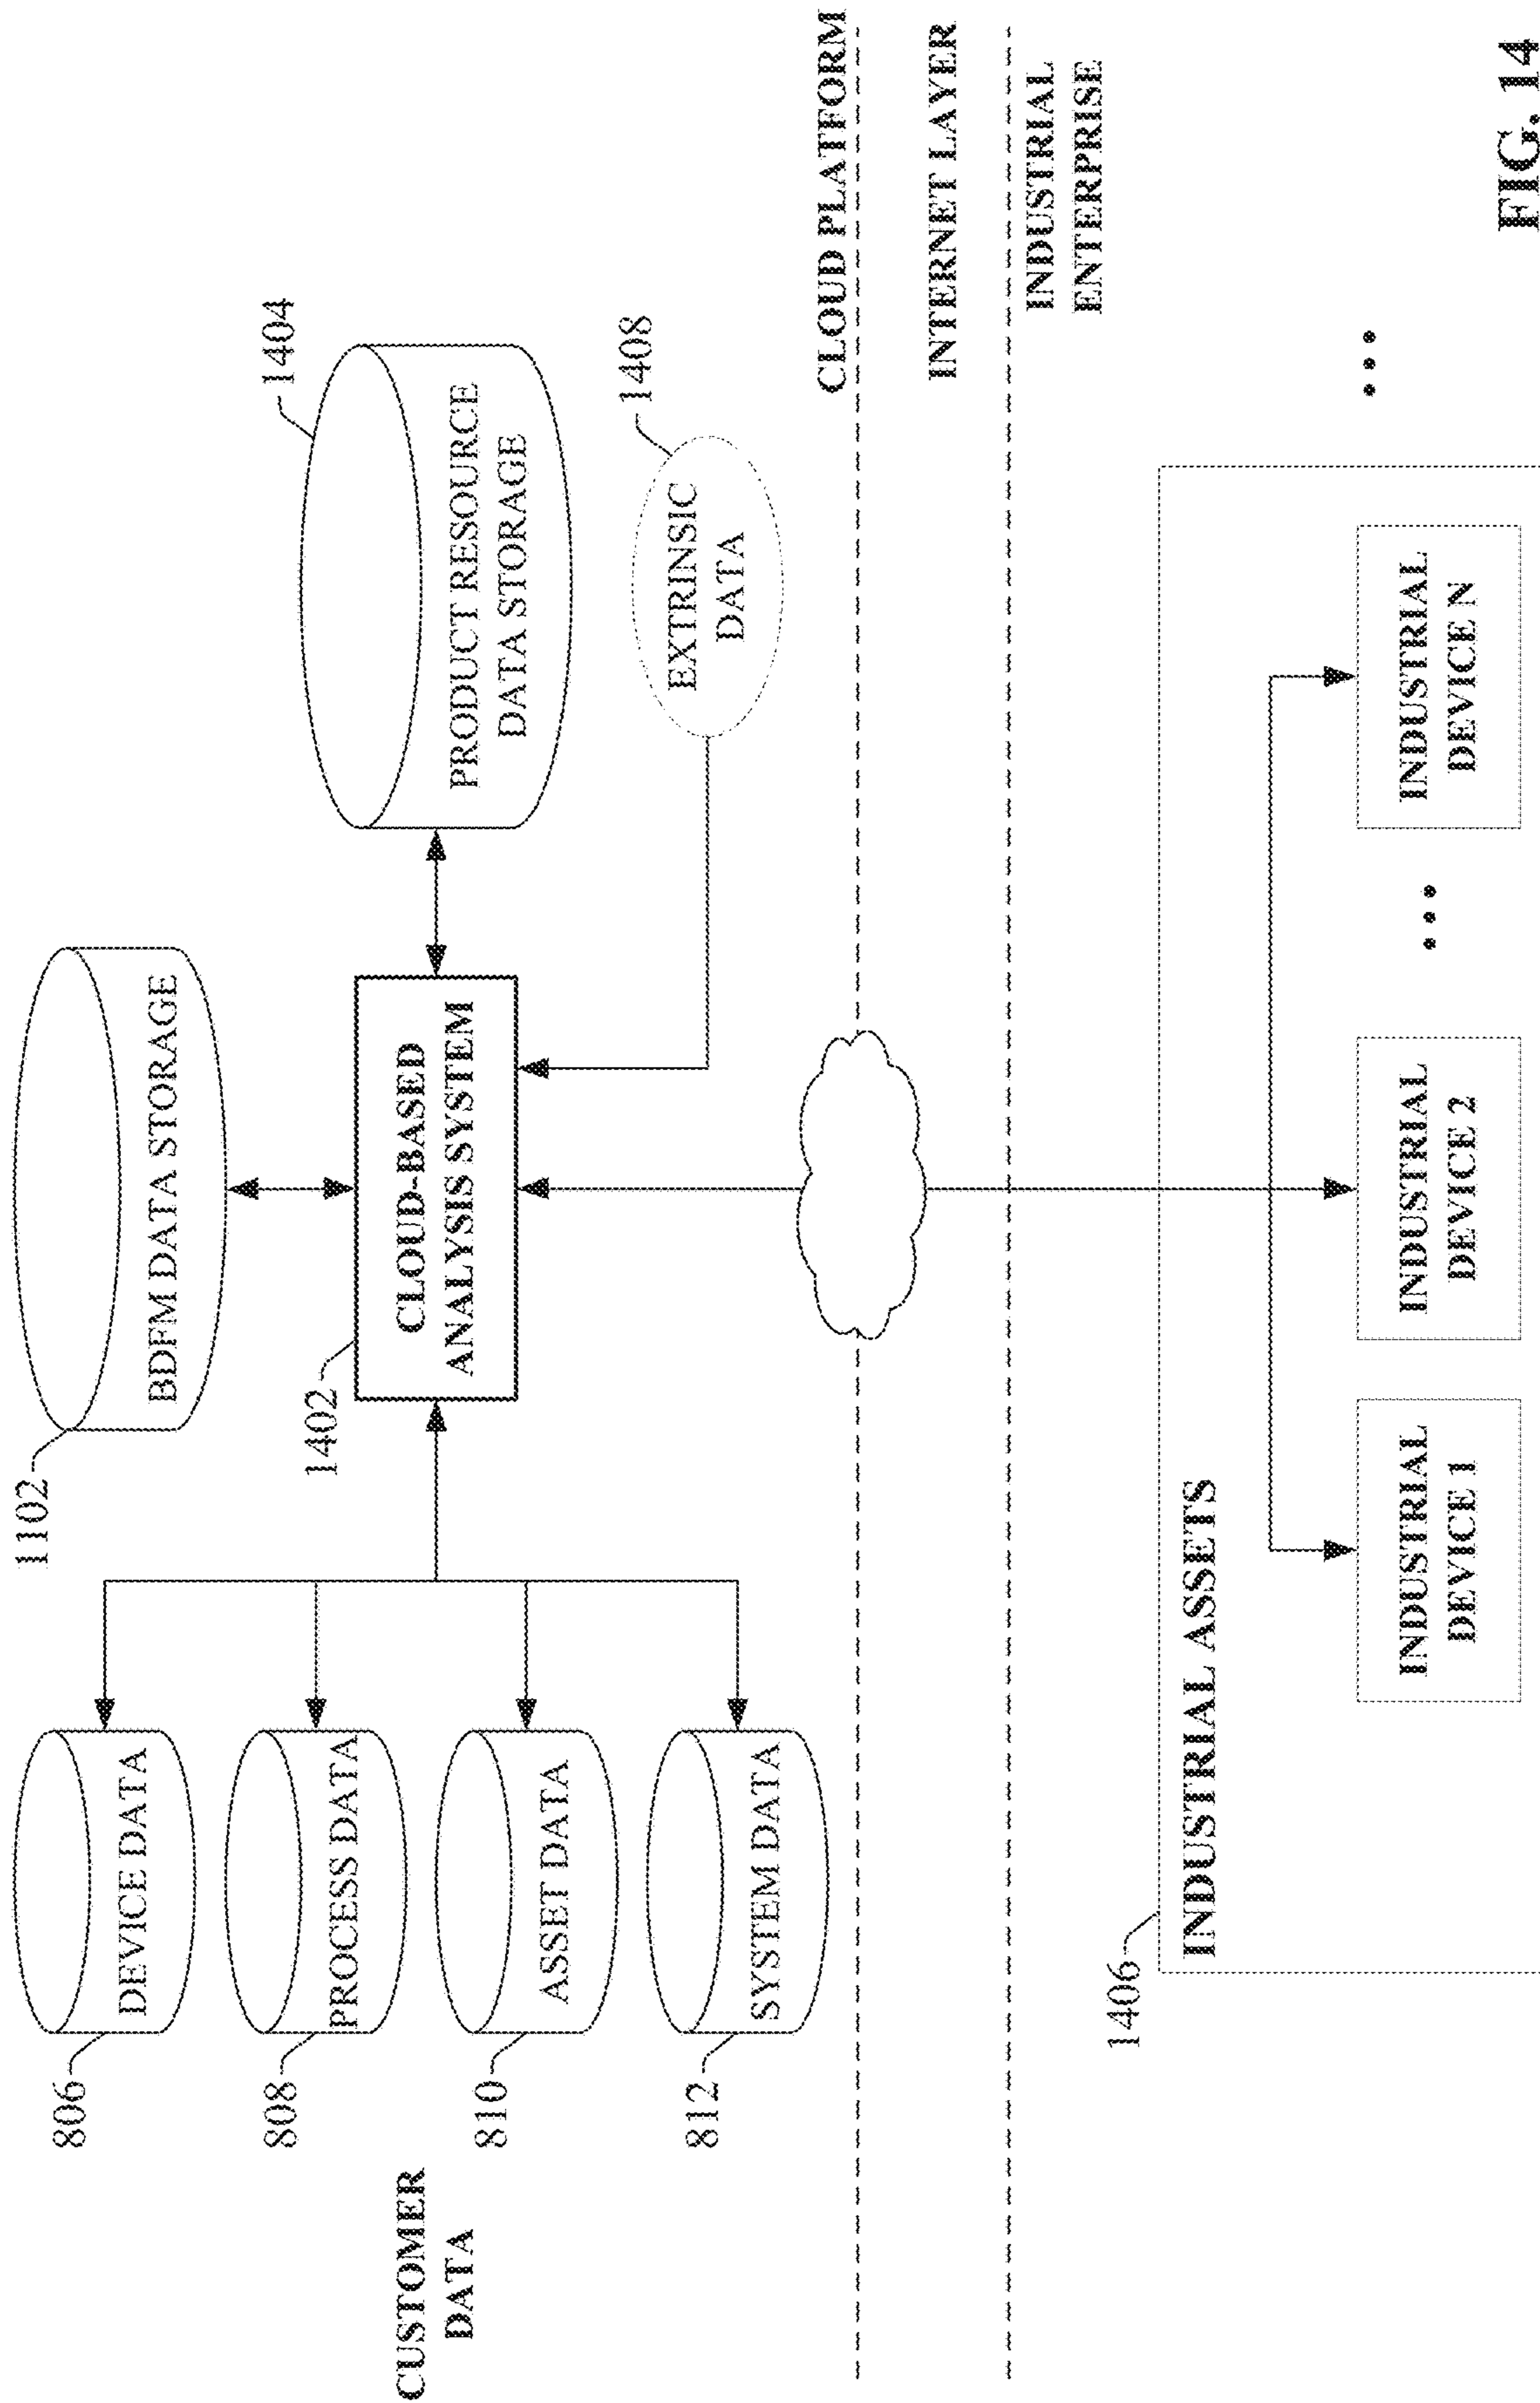 1102
BDFM DATA STORAGE
806
DEVICE DATA
808
PROCESS DATA
810
ASSET DATA
812
SYSTEM DATA
CUSTOMER
DATA
1402
CLOUD-BASED
ANALYSIS SYSTEM
1404
PRODUCT RESOURCE
DATA STORAGE
1408
EXTRINSIC
DATA
CLOUD PLATFORM
INTERNET LAYER
INDUSTRIAL
ENTERPRISE
1406
INDUSTRIAL ASSETS
INDUSTRIAL
DEVICE 1
INDUSTRIAL
DEVICE 2
•••
INDUSTRIAL
DEVICE N
•••
FIG. 14